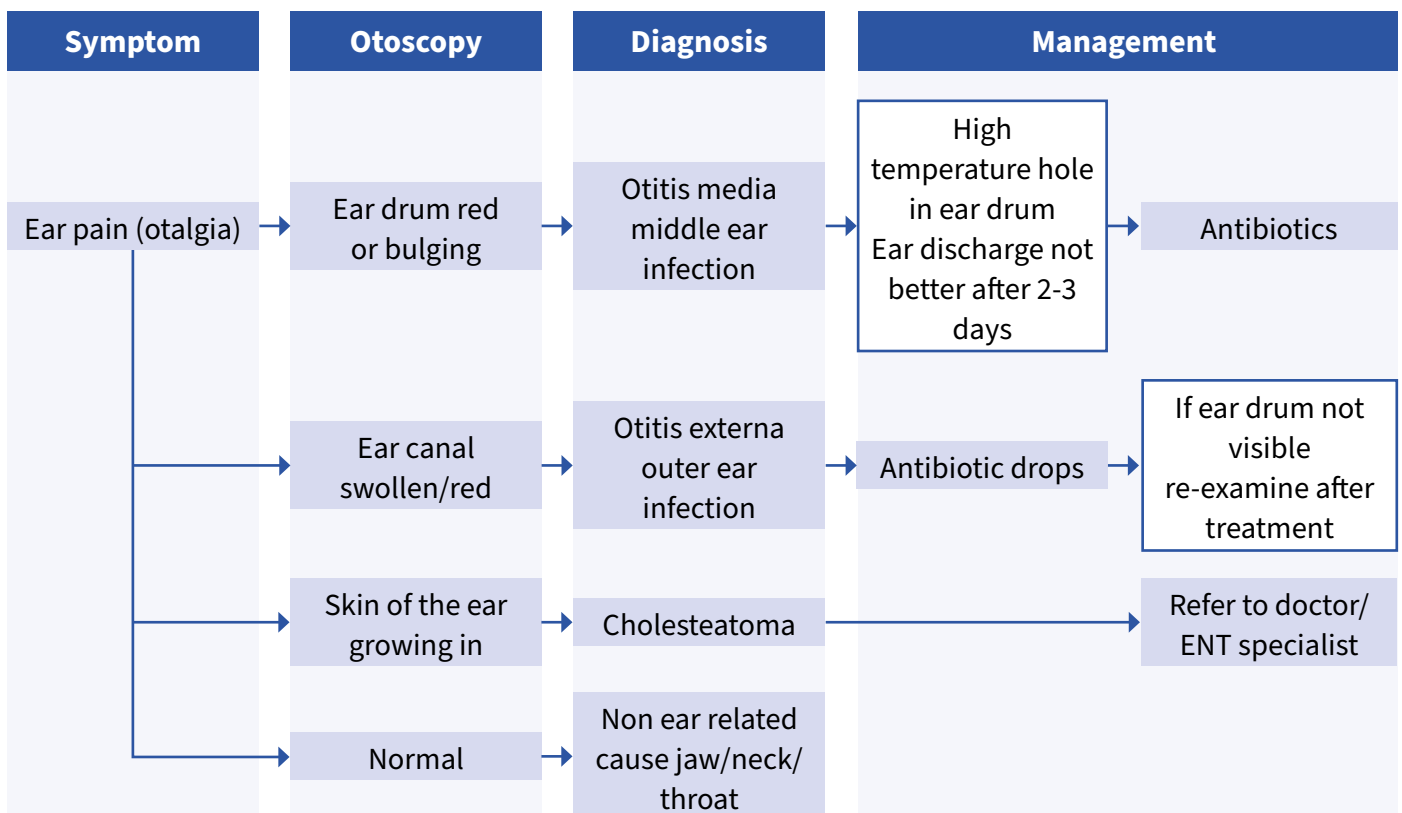 Symptom
Otoscopy
Diagnosis
Management
Ear pain (otalgia)
Ear drum red
or bulging
Otitis media
middle ear
infection
High
temperature hole
in ear drum
Ear discharge not
better after 2-3
days
Antibiotics
Ear canal
swollen/red
Otitis externa
outer ear
infection
Antibiotic drops
If ear drum not
visible
re-examine after
treatment
Skin of the ear
growing in
Cholesteatoma
Refer to doctor/
ENT specialist
Normal
Non ear related
cause jaw/neck/
throat